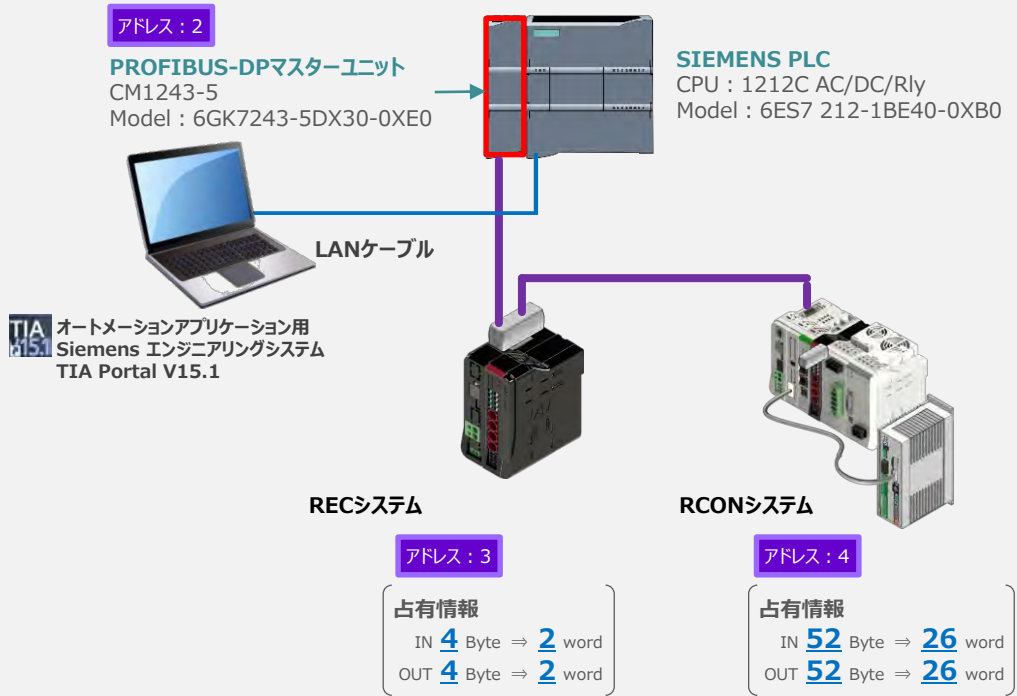 アドレス：2
PROFIBUS-DPマスターユニット
CM1243-5
Model：6GK7243-5DX30-0XE0
SIEMENS PLC
CPU：1212C AC/DC/Rly
Model：6ES7 212-1BE40-0XB0
LANケーブル
TIA
V15.1
オートメーションアプリケーション用
Siemens エンジニアリングシステム
TIA Portal V15.1
RECシステム
アドレス：3
占有情報
IN 4 Byte ⇒ 2 word
OUT 4 Byte ⇒ 2 word
RCONシステム
アドレス：4
占有情報
IN 52 Byte ⇒ 26 word
OUT 52 Byte ⇒ 26 word